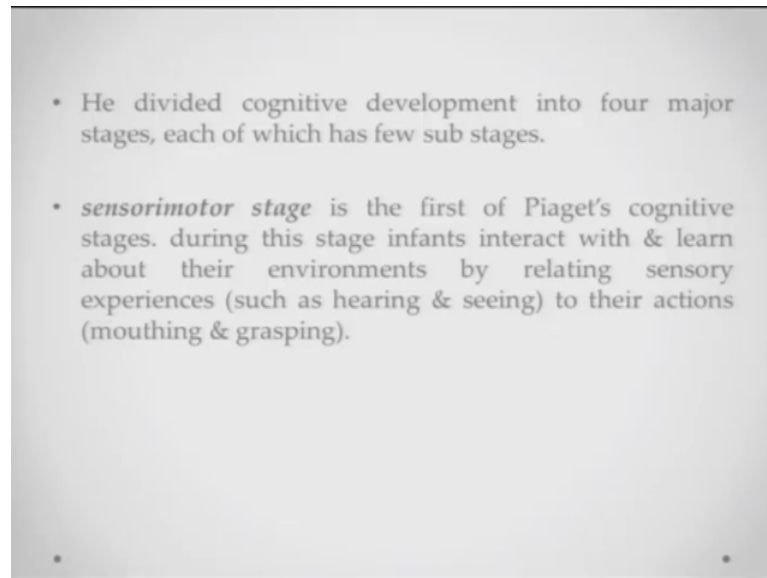 • He divided cognitive development into four major
stages, each of which has few sub stages.
• sensorimotor stage is the first of Piaget's cognitive
stages. during this stage infants interact with & learn
about their environments by relating sensory
experiences (such as hearing & seeing) to their actions
(mouthing & grasping).